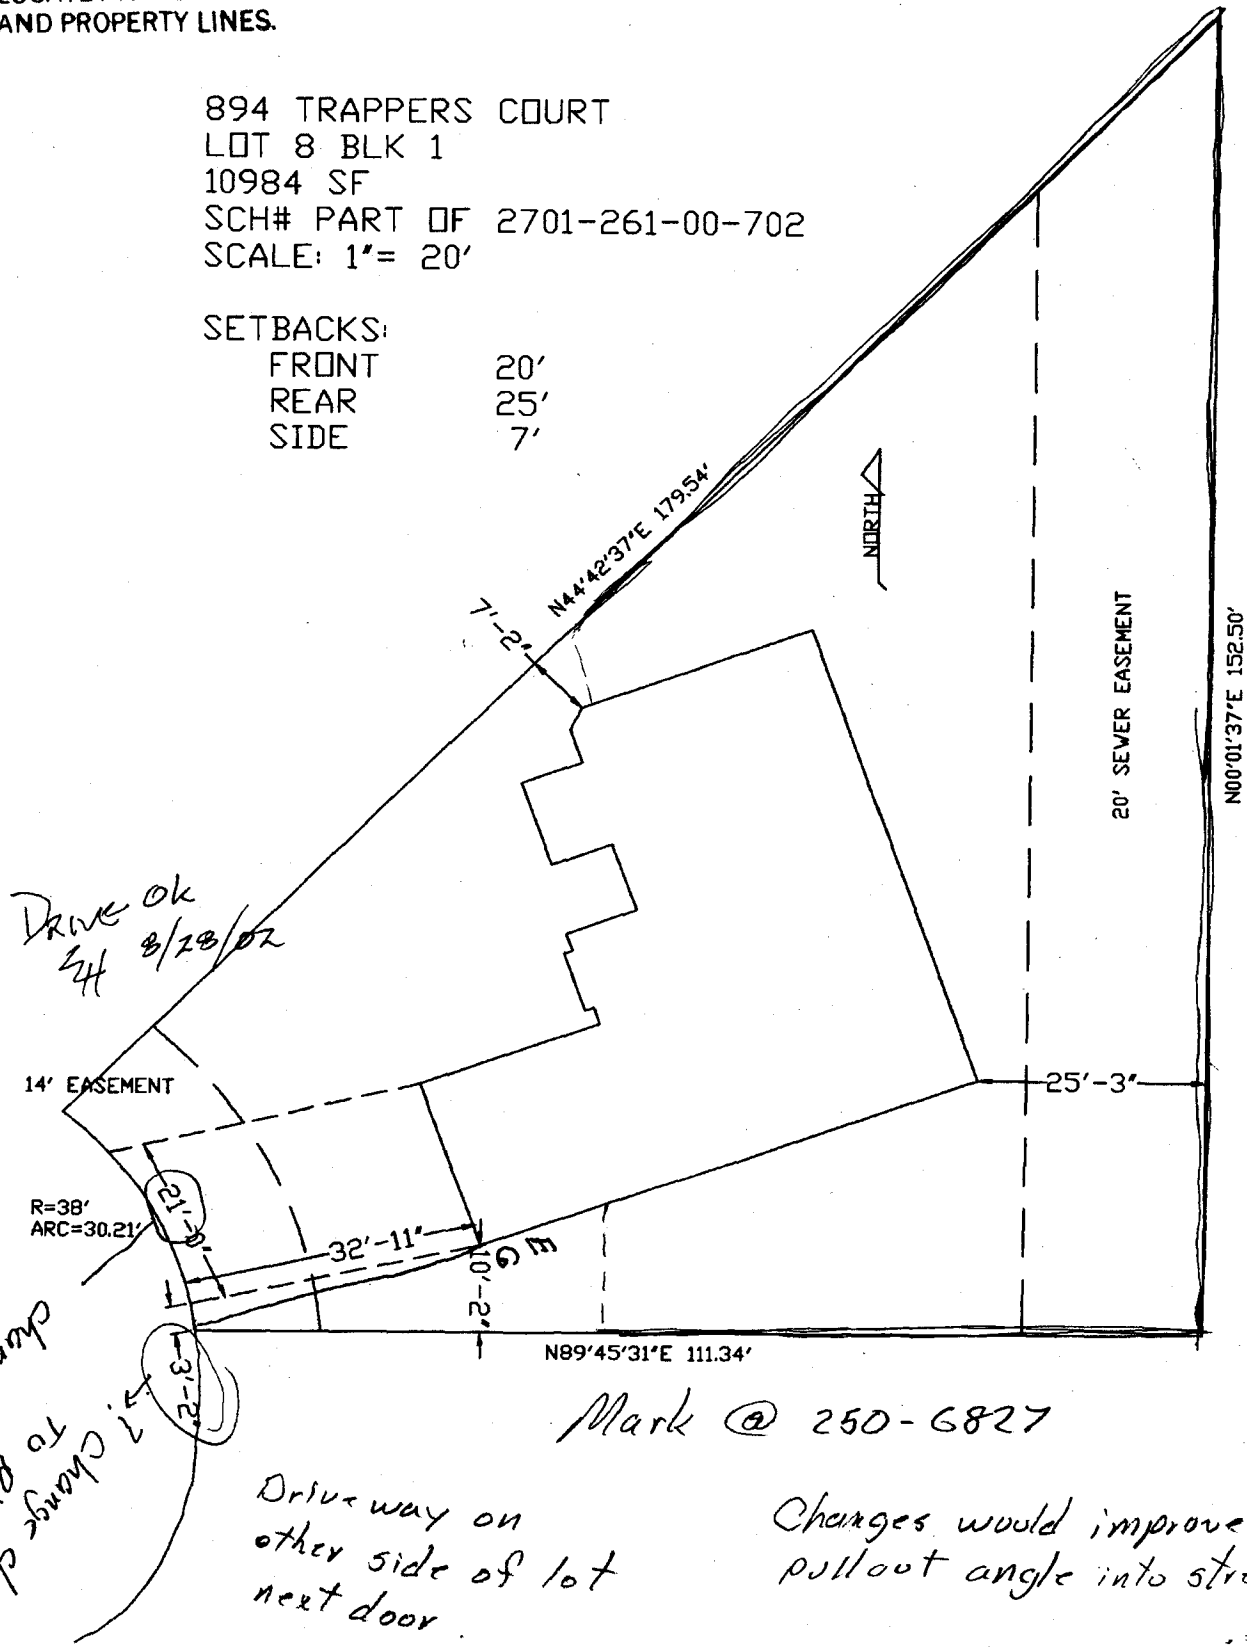 AND PROPERTY LINES.
894 TRAPPERS COURT
LOT 8 BLK 1
10984 SF
SCH# PART OF 2701-261-00-702
SCALE: 1"= 20'
SETBACKS:
FRONT 20'
REAR 25'
SIDE 7'
N44°42'37"E 179.54'
7'-2"
NORTH
20' SEWER EASEMENT
N00°01'37"E 152.50'
Drive Ok
8/28/02
14' EASEMENT
25'-3"
R=38'
ARC=30.21'
21'-0"
32'-11"
EG
10'-2"
3'-2"
N89°45'31"E 111.34'
change
To
Mark @ 250-6827
Driveway on
other side of lot
next door
Changes would improve
pullout angle into